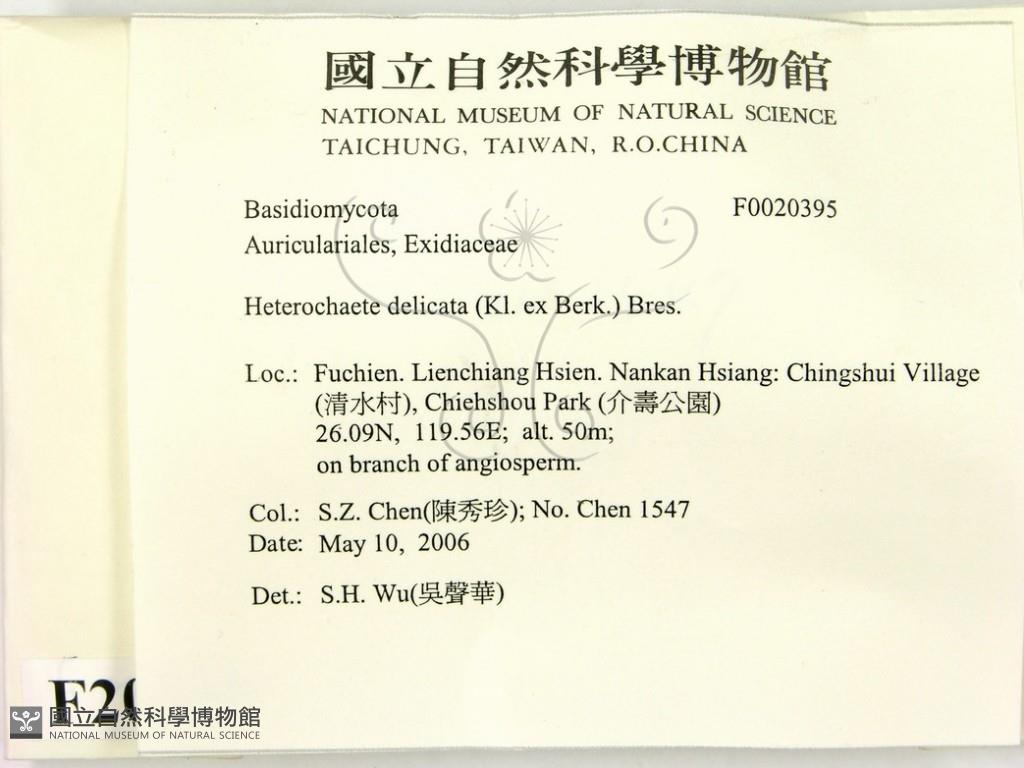 國立自然科學博物館
NATIONAL MUSEUM OF NATURAL SCIENCE
TAICHUNG, TAIWAN, R.O.CHINA
Basidiomycota F0020395
Auriculariales, Exidiaceae
Heterochaete delicata (Kl. ex Berk.) Bres.
Loc.: Fuchien. Lienchiang Hsien. Nankan Hsiang: Chingshui Village
(清水村), Chiehshou Park (介壽公園)
26.09N, 119.56E; alt. 50m;
on branch of angiosperm.
Col.: S.Z. Chen(陳秀珍); No. Chen 1547
Date: May 10, 2006
Det.: S.H. Wu(吳聲華)
國立自然科學博物館
NATIONAL MUSEUM OF NATURAL SCIENCE